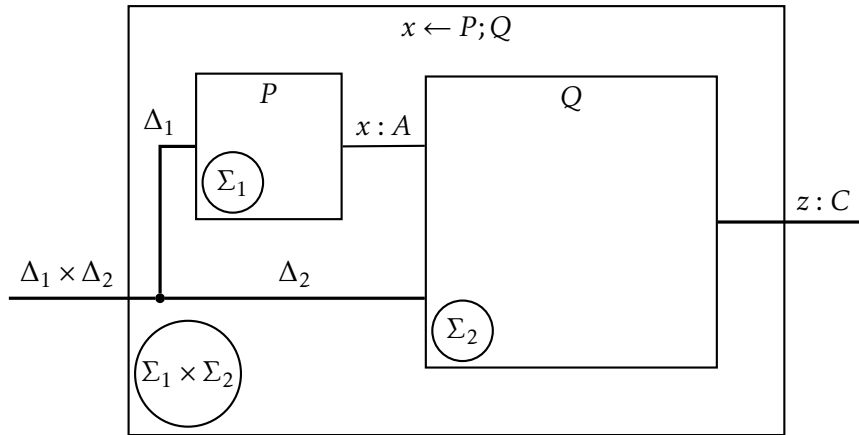 x ← P;Q
P
Q
Δ₁
x : A
Σ₁
z : C
Δ₁ × Δ₂
Δ₂
Σ₂
Σ₁ × Σ₂